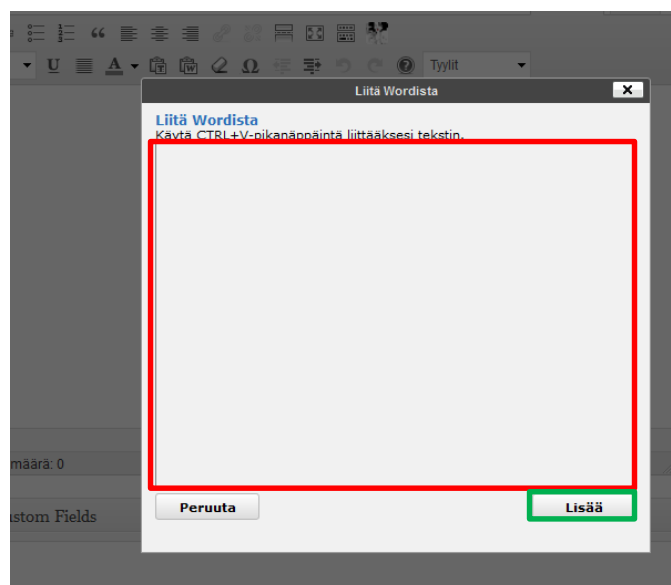 Tyylit
Liitä Wordista
Liitä Wordista
Käytä CTRL+V-pikanäppäintä liittääksesi tekstin.
määrä: 0
Peruuta
Lisää
stom Fields